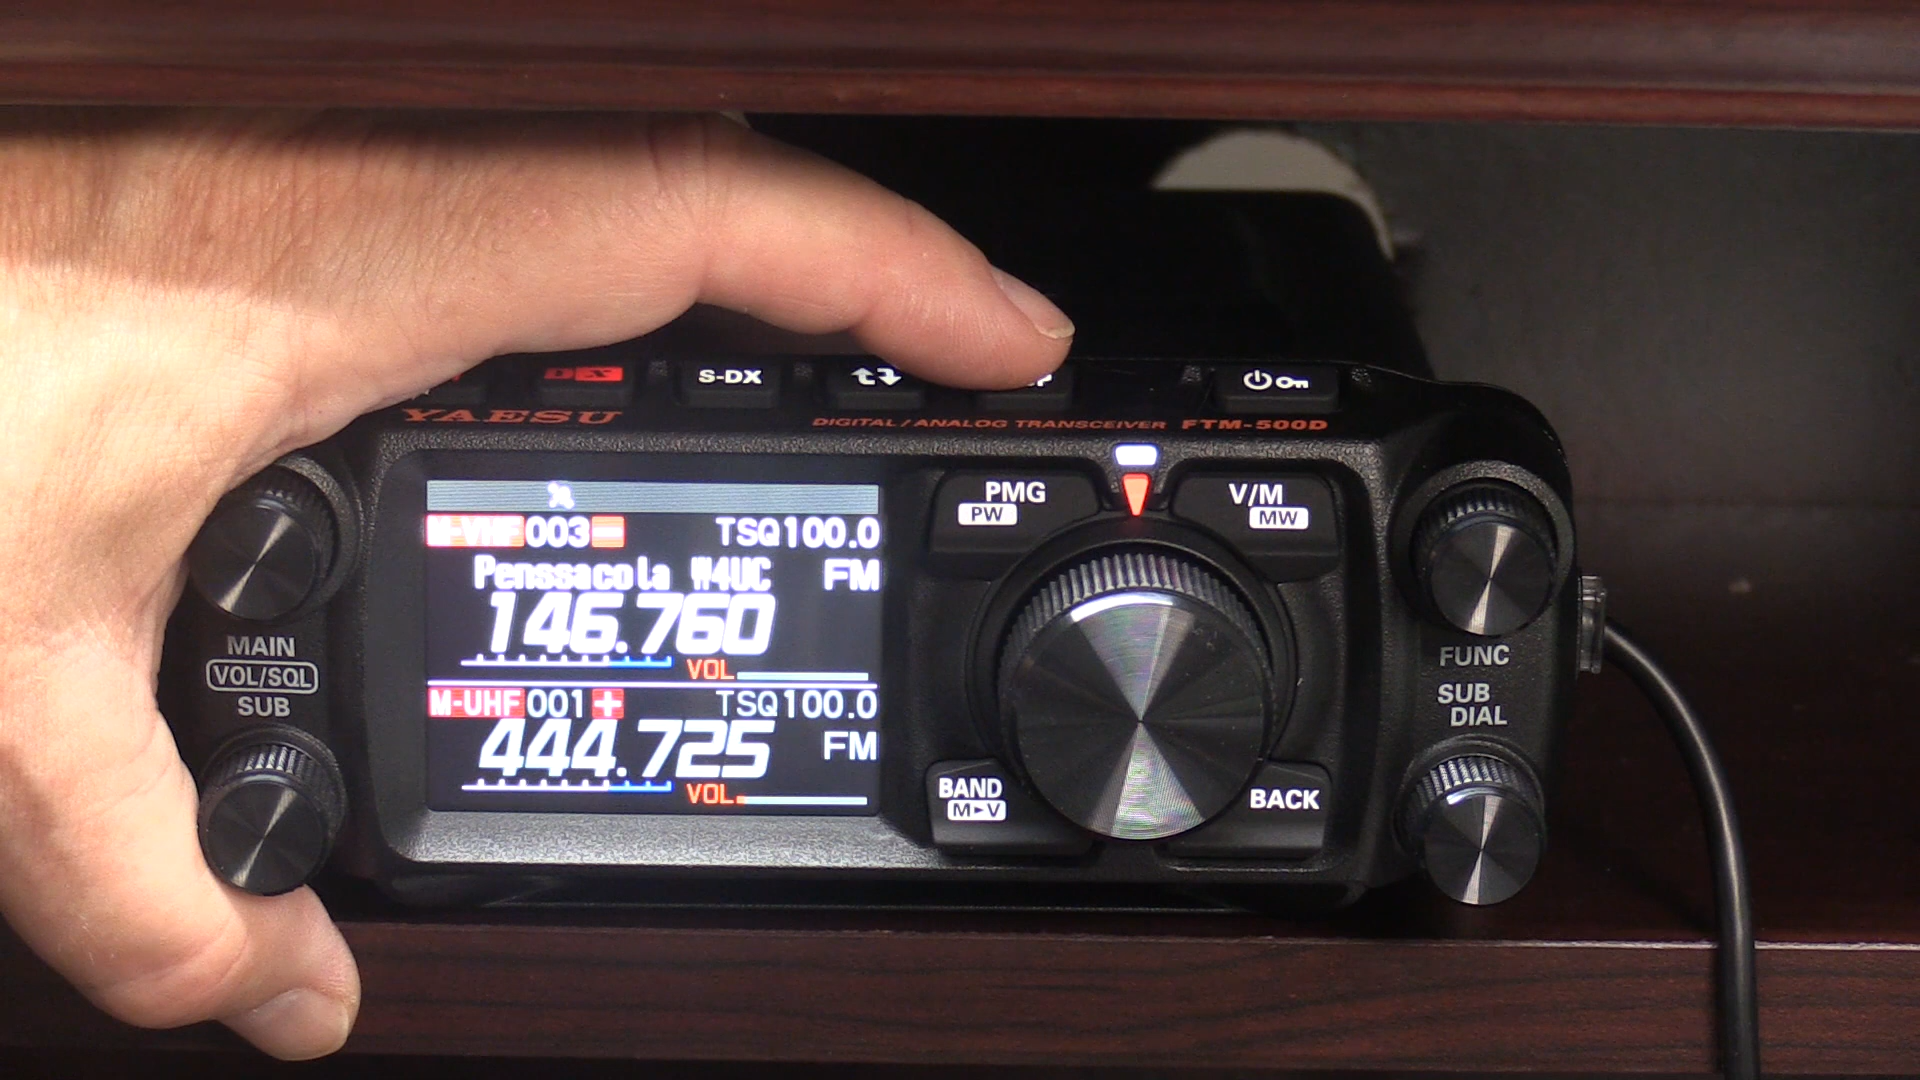 DX S-DX
YAESU DIGITAL / ANALOG TRANSCEIVER FTM-500D
M-VHF 003 - TSQ100.0
Penssacola W4UC FM
146.760
VOL
M-UHF 001 + TSQ100.0
444.725 FM
VOL
MAIN
VOL/SQL
SUB
PMG
PW
V/M
MW
BAND
M►V
BACK
FUNC
SUB
DIAL